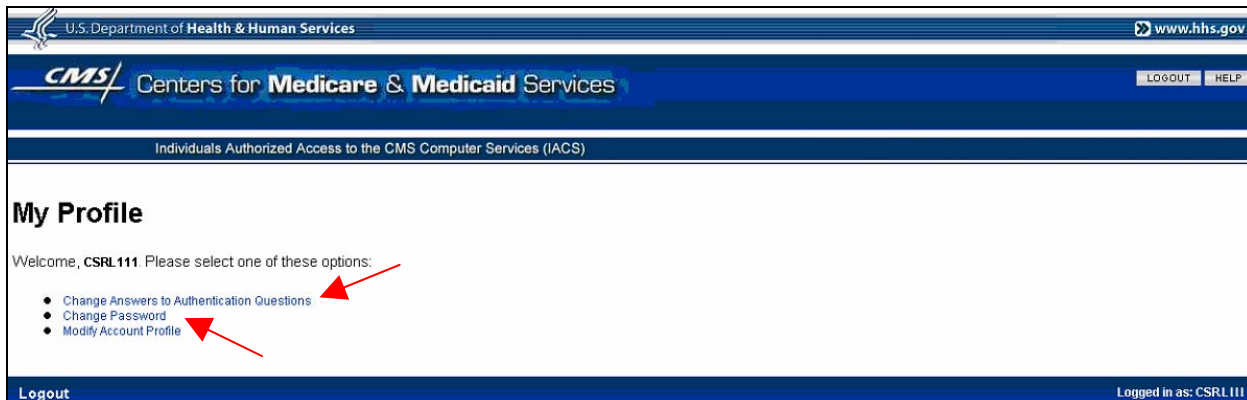 U.S. Department of Health & Human Services
www.hhs.gov
CMS/ Centers for Medicare & Medicaid Services
LOGOUT HELP
Individuals Authorized Access to the CMS Computer Services (IACS)
My Profile
Welcome, CSRL111. Please select one of these options:
Change Answers to Authentication Questions
Change Password
Modify Account Profile
Logout
Logged in as: CSRL111